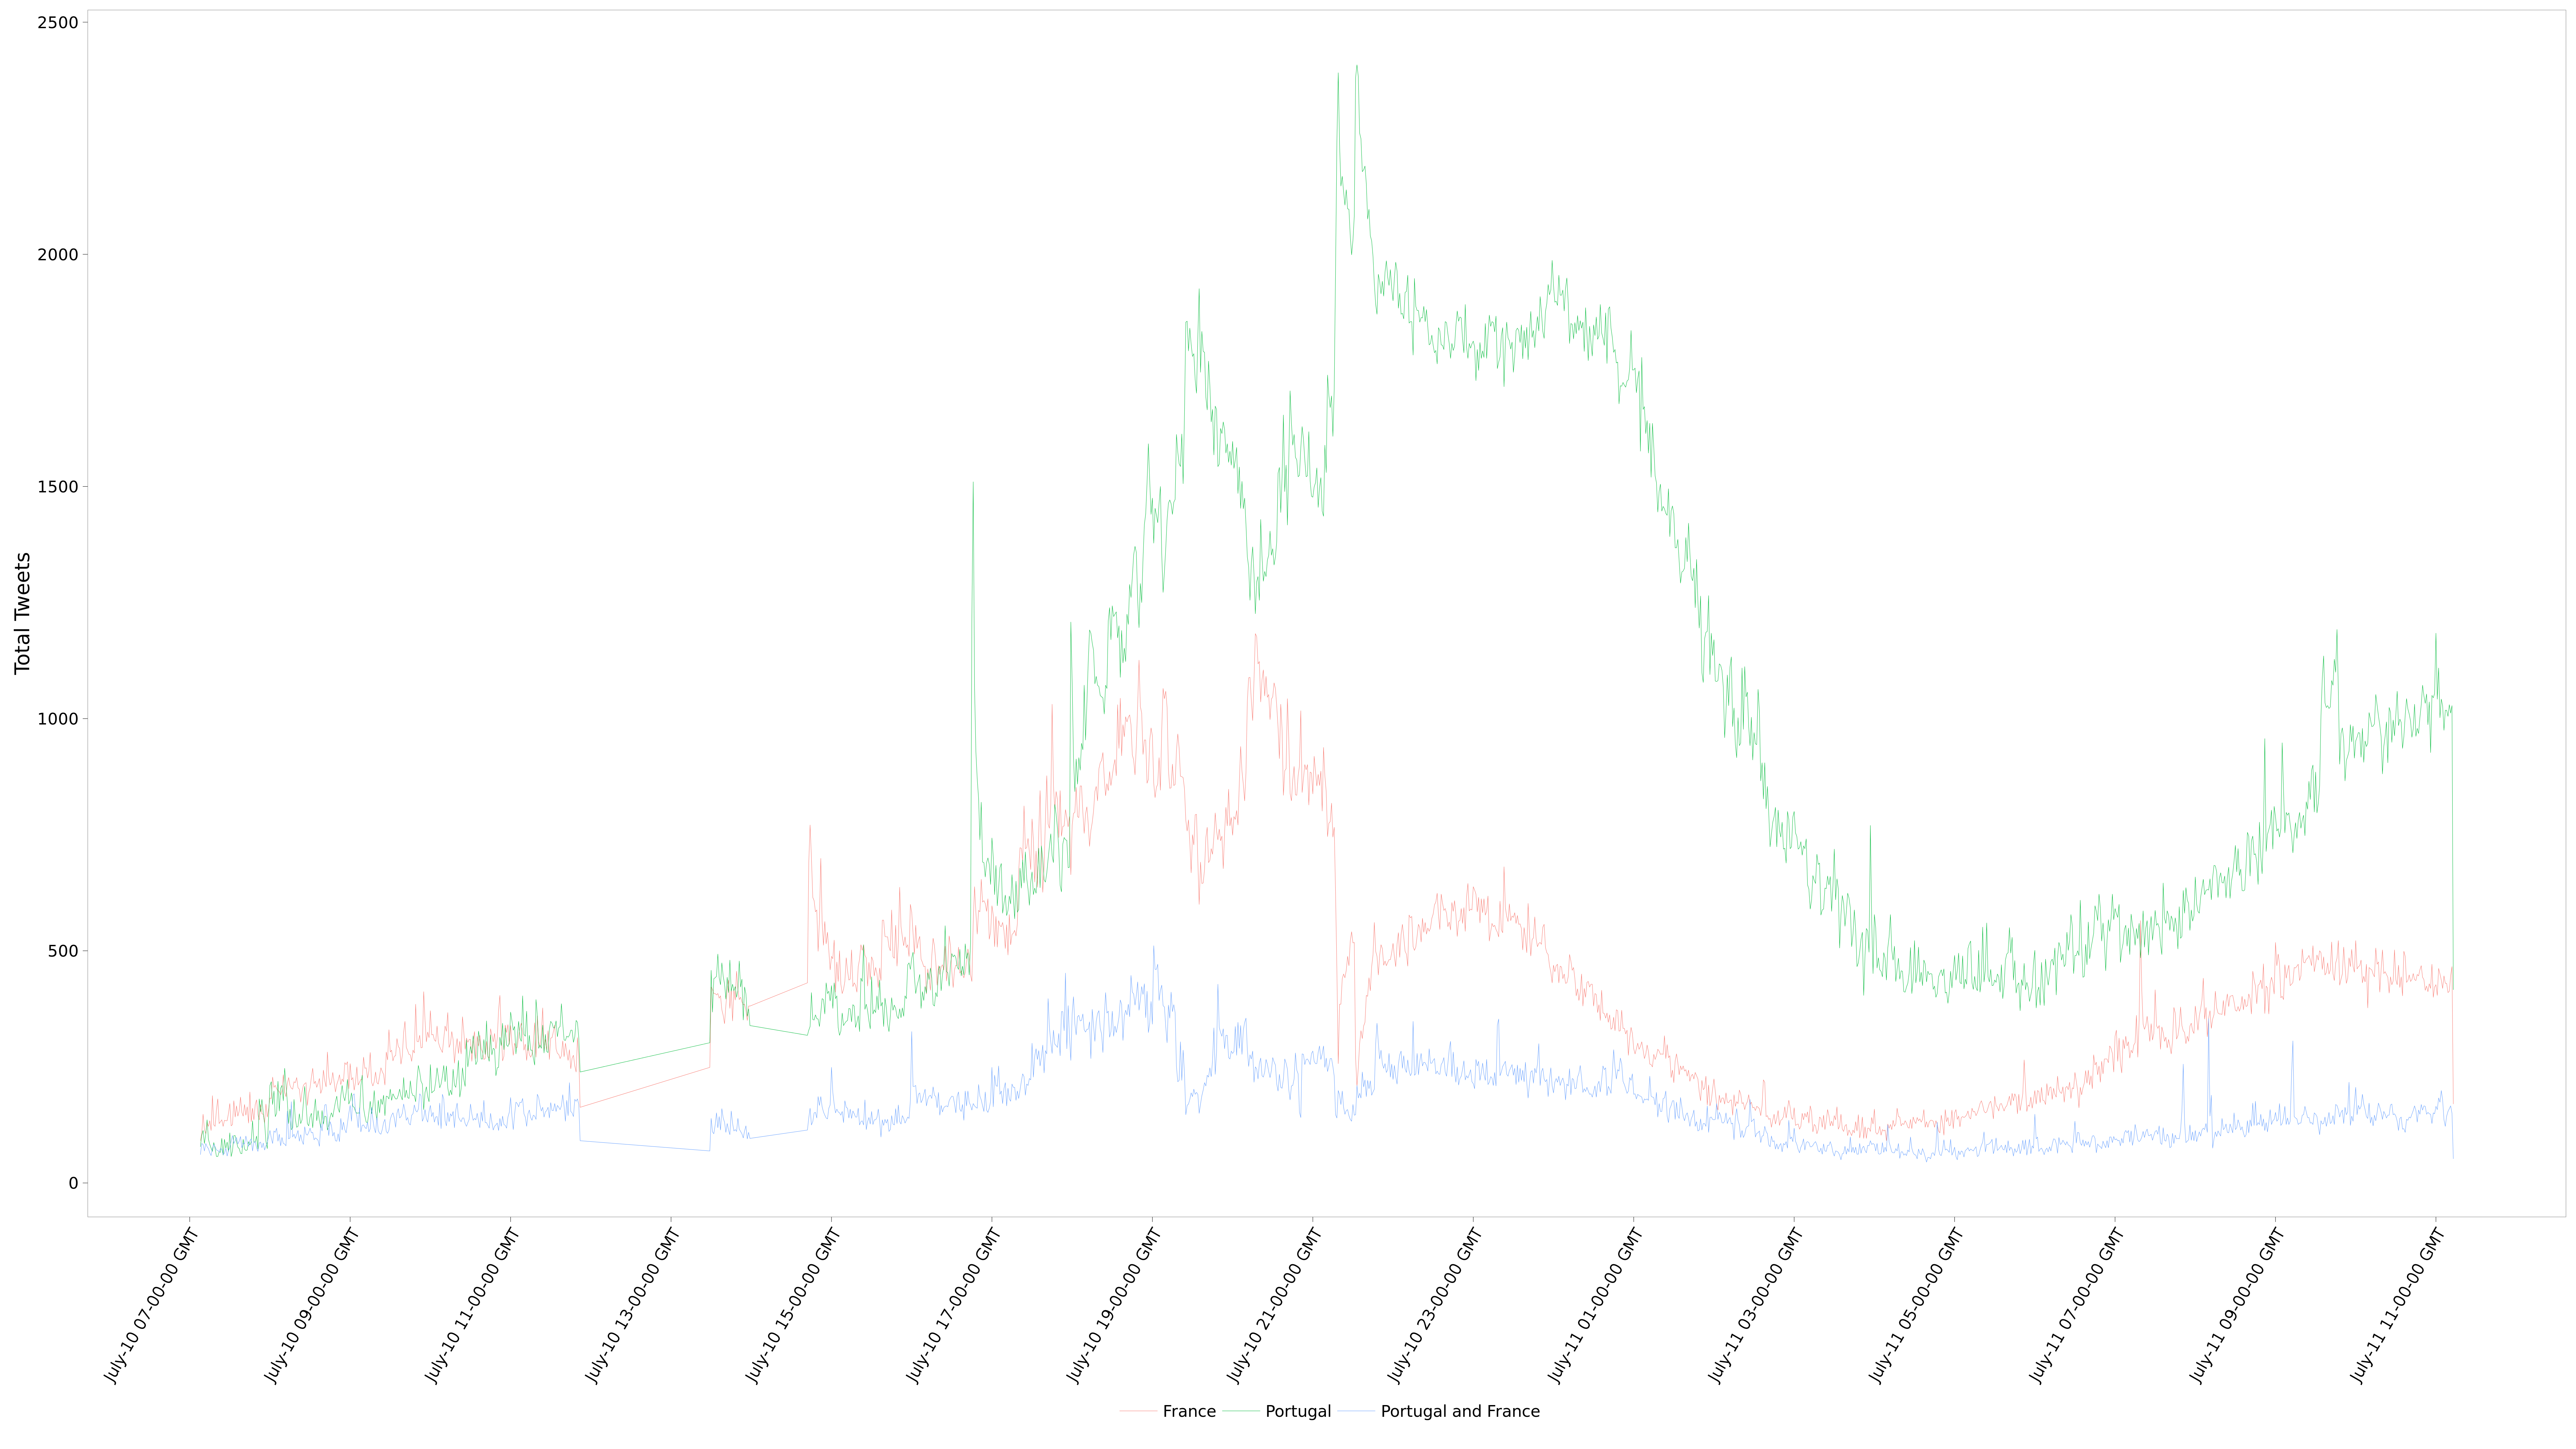 Total Tweets
2500
2000
1500
1000
500
0
July-10 07-00-00 GMT
July-10 09-00-00 GMT
July-10 11-00-00 GMT
July-10 13-00-00 GMT
July-10 15-00-00 GMT
July-10 17-00-00 GMT
July-10 19-00-00 GMT
July-10 21-00-00 GMT
July-10 23-00-00 GMT
July-11 01-00-00 GMT
July-11 03-00-00 GMT
July-11 05-00-00 GMT
July-11 07-00-00 GMT
July-11 09-00-00 GMT
July-11 11-00-00 GMT
France Portugal Portugal and France